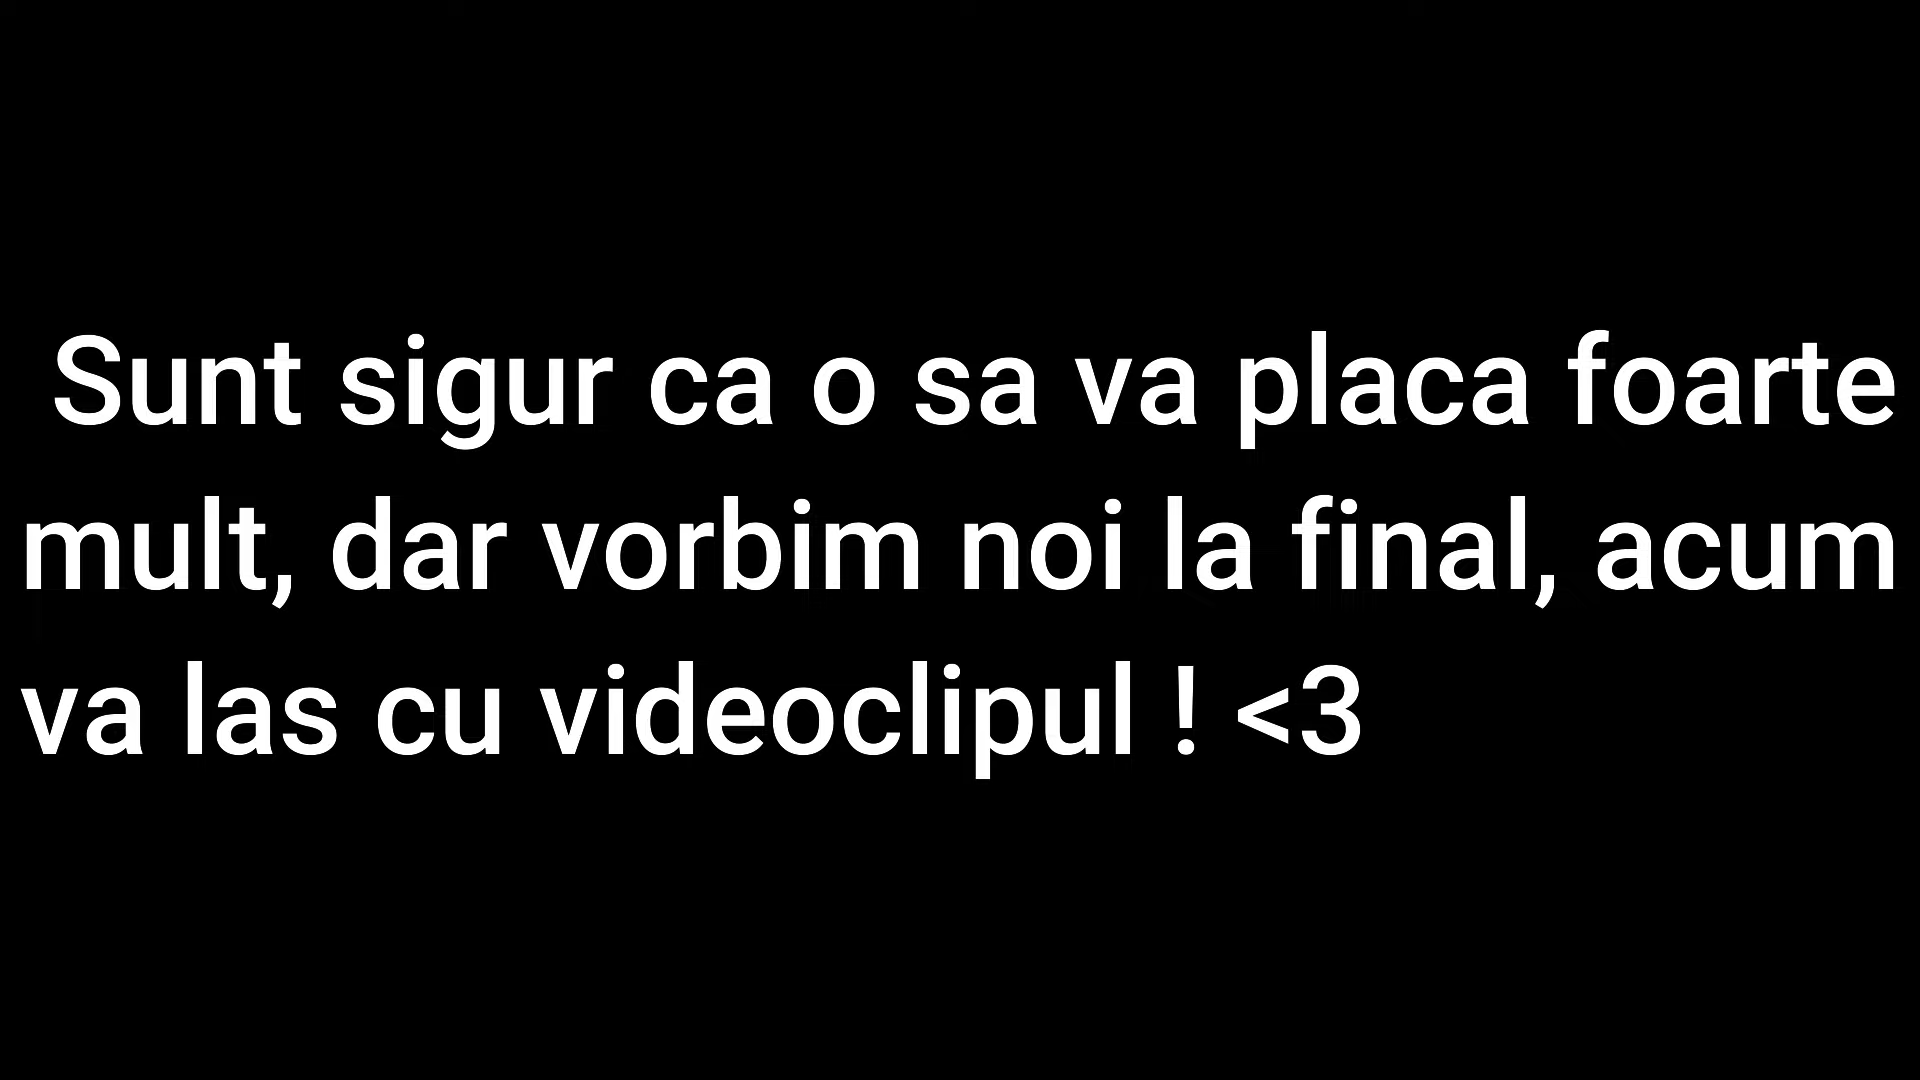 Sunt sigur ca o sa va placa foarte
mult, dar vorbim noi la final, acum
va las cu videoclipul ! <3